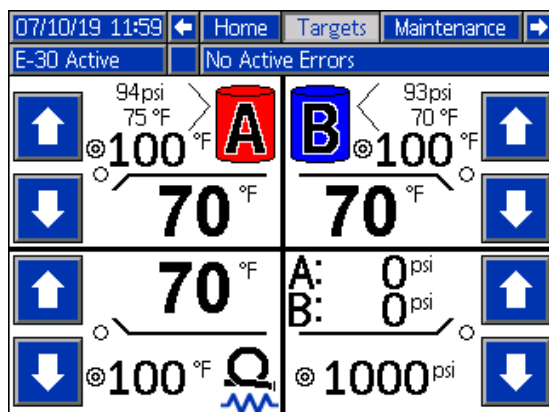 07/10/19 11:59 Home Targets Maintenance
E-30 Active No Active Errors
94psi
75 °F
100 °F
A
70 °F
B
93psi
70 °F
100 °F
70 °F
70 °F
100 °F
A: 0psi
B: 0psi
1000psi